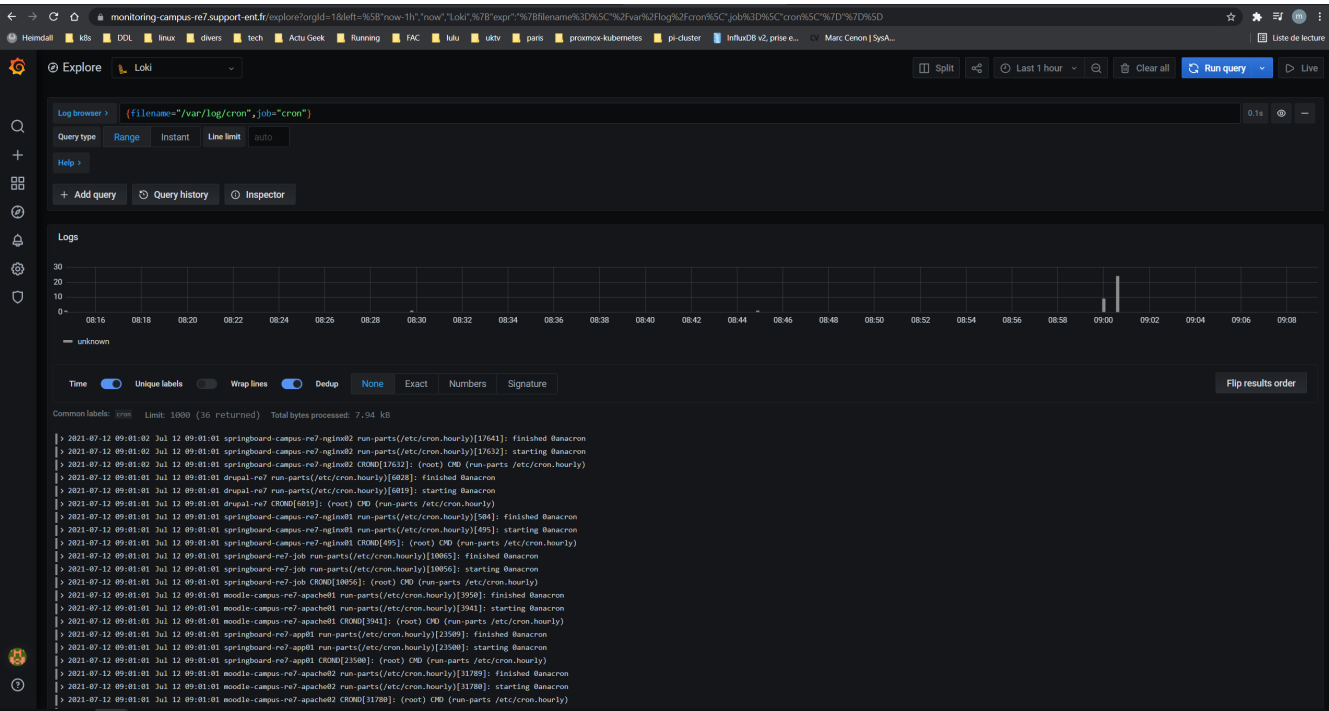 monitoring-campus-re7.support-ent.fr/explore?orgId=1&left=%5B"now-1h","now","Loki",%7B"expr":"%7Bfilename%3D%5C"%2Fvar%2Flog%2Fcron%5C",job%3D%5C"cron%5C"%7D"%7D%5D
Heimdall k8s DDL linux divers tech Actu Geek Running FAC lulu uktv paris proxmox-kubernetes pi-cluster InfluxDB v2, prise e... CV Marc Cenon | SysA... Liste de lecture
Explore Loki Split Last 1 hour Clear all Run query Live
Log browser > {filename="/var/log/cron",job="cron"} 0.1s
Query type Range Instant Line limit auto
Help >
+ Add query Query history Inspector
Logs
30
20
10
0
08:16 08:18 08:20 08:22 08:24 08:26 08:28 08:30 08:32 08:34 08:36 08:38 08:40 08:42 08:44 08:46 08:48 08:50 08:52 08:54 08:56 08:58 09:00 09:02 09:04 09:06 09:08
unknown
Time Unique labels Wrap lines Dedup None Exact Numbers Signature Flip results order
Common labels: cron Limit: 1000 (36 returned) Total bytes processed: 7.94 kB
> 2021-07-12 09:01:02 Jul 12 09:01:01 springboard-campus-re7-nginx02 run-parts(/etc/cron.hourly)[17641]: finished 0anacron
> 2021-07-12 09:01:02 Jul 12 09:01:01 springboard-campus-re7-nginx02 run-parts(/etc/cron.hourly)[17632]: starting 0anacron
> 2021-07-12 09:01:02 Jul 12 09:01:01 springboard-campus-re7-nginx02 CROND[17632]: (root) CMD (run-parts /etc/cron.hourly)
> 2021-07-12 09:01:01 Jul 12 09:01:01 drupal-re7 run-parts(/etc/cron.hourly)[6028]: finished 0anacron
> 2021-07-12 09:01:01 Jul 12 09:01:01 drupal-re7 run-parts(/etc/cron.hourly)[6019]: starting 0anacron
> 2021-07-12 09:01:01 Jul 12 09:01:01 drupal-re7 CROND[6019]: (root) CMD (run-parts /etc/cron.hourly)
> 2021-07-12 09:01:01 Jul 12 09:01:01 springboard-campus-re7-nginx01 run-parts(/etc/cron.hourly)[504]: finished 0anacron
> 2021-07-12 09:01:01 Jul 12 09:01:01 springboard-campus-re7-nginx01 run-parts(/etc/cron.hourly)[495]: starting 0anacron
> 2021-07-12 09:01:01 Jul 12 09:01:01 springboard-campus-re7-nginx01 CROND[495]: (root) CMD (run-parts /etc/cron.hourly)
> 2021-07-12 09:01:01 Jul 12 09:01:01 springboard-re7-job run-parts(/etc/cron.hourly)[10065]: finished 0anacron
> 2021-07-12 09:01:01 Jul 12 09:01:01 springboard-re7-job run-parts(/etc/cron.hourly)[10056]: starting 0anacron
> 2021-07-12 09:01:01 Jul 12 09:01:01 springboard-re7-job CROND[10056]: (root) CMD (run-parts /etc/cron.hourly)
> 2021-07-12 09:01:01 Jul 12 09:01:01 moodle-campus-re7-apache01 run-parts(/etc/cron.hourly)[3950]: finished 0anacron
> 2021-07-12 09:01:01 Jul 12 09:01:01 moodle-campus-re7-apache01 run-parts(/etc/cron.hourly)[3941]: starting 0anacron
> 2021-07-12 09:01:01 Jul 12 09:01:01 moodle-campus-re7-apache01 CROND[3941]: (root) CMD (run-parts /etc/cron.hourly)
> 2021-07-12 09:01:01 Jul 12 09:01:01 springboard-re7-app01 run-parts(/etc/cron.hourly)[23509]: finished 0anacron
> 2021-07-12 09:01:01 Jul 12 09:01:01 springboard-re7-app01 run-parts(/etc/cron.hourly)[23500]: starting 0anacron
> 2021-07-12 09:01:01 Jul 12 09:01:01 springboard-re7-app01 CROND[23500]: (root) CMD (run-parts /etc/cron.hourly)
> 2021-07-12 09:01:01 Jul 12 09:01:01 moodle-campus-re7-apache02 run-parts(/etc/cron.hourly)[31789]: finished 0anacron
> 2021-07-12 09:01:01 Jul 12 09:01:01 moodle-campus-re7-apache02 run-parts(/etc/cron.hourly)[31780]: starting 0anacron
> 2021-07-12 09:01:01 Jul 12 09:01:01 moodle-campus-re7-apache02 CROND[31780]: (root) CMD (run-parts /etc/cron.hourly)